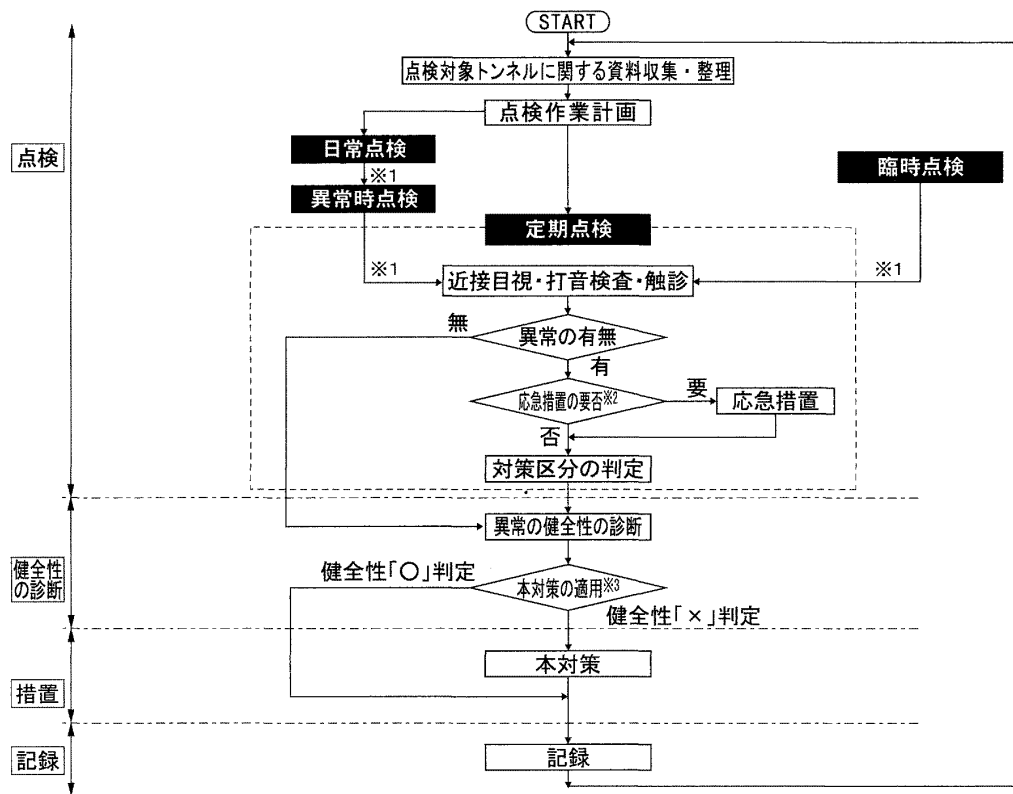 START
点検対象トンネルに関する資料収集・整理
点検作業計画
日常点検
点検
※1
臨時点検
異常時点検
定期点検
※1
近接目視・打音検査・触診
※1
無
異常の有無
有
応急措置の要否※2
要
応急措置
否
対策区分の判定
異常の健全性の診断
健全性
の診断
健全性「○」判定
本対策の適用※3
健全性「×」判定
本対策
措置
記録
記録